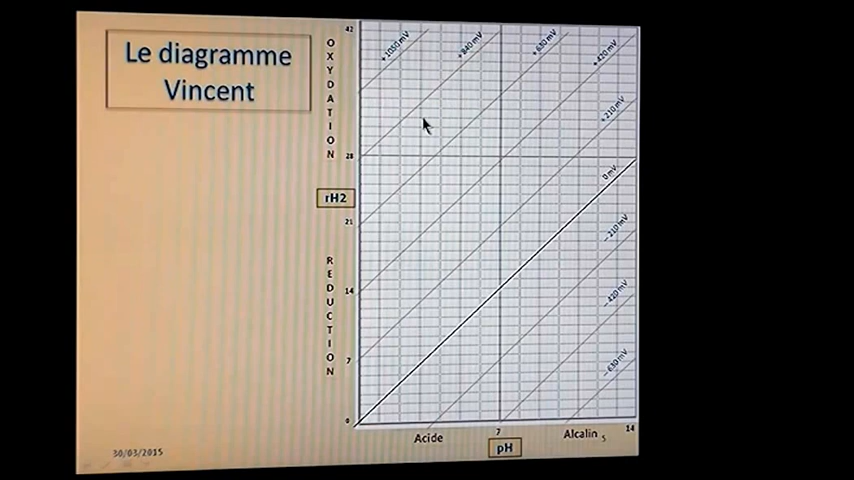 Le diagramme
Vincent
OXYDATION
rH2
REDUCTION
42
28
21
14
7
0
+ 1050 mV
+ 840 mV
+ 630 mV
+ 420 mV
+ 210 mV
0 mV
– 210 mV
– 420 mV
– 630 mV
7
14
Acide
Alcalin
5
pH
30/03/2015